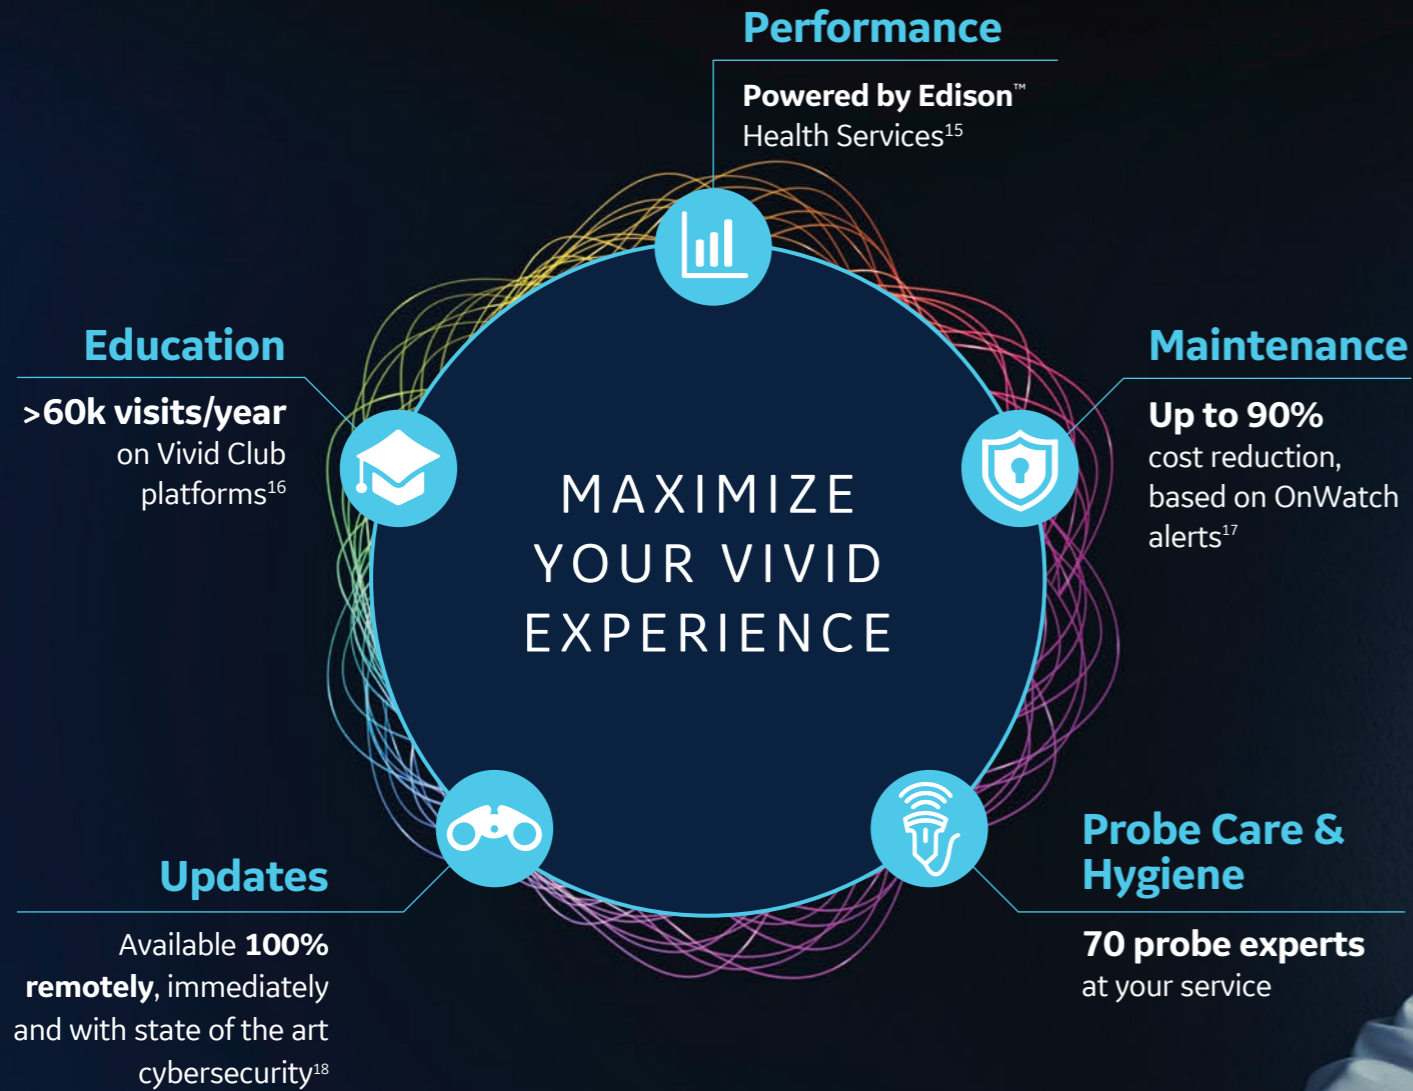 Performance
Powered by Edison™
Health Services¹⁵
Education
>60k visits/year
on Vivid Club
platforms¹⁶
Maintenance
Up to 90%
cost reduction,
based on OnWatch
alerts¹⁷
MAXIMIZE
YOUR VIVID
EXPERIENCE
Updates
Available 100%
remotely, immediately
and with state of the art
cybersecurity¹⁸
Probe Care &
Hygiene
70 probe experts
at your service